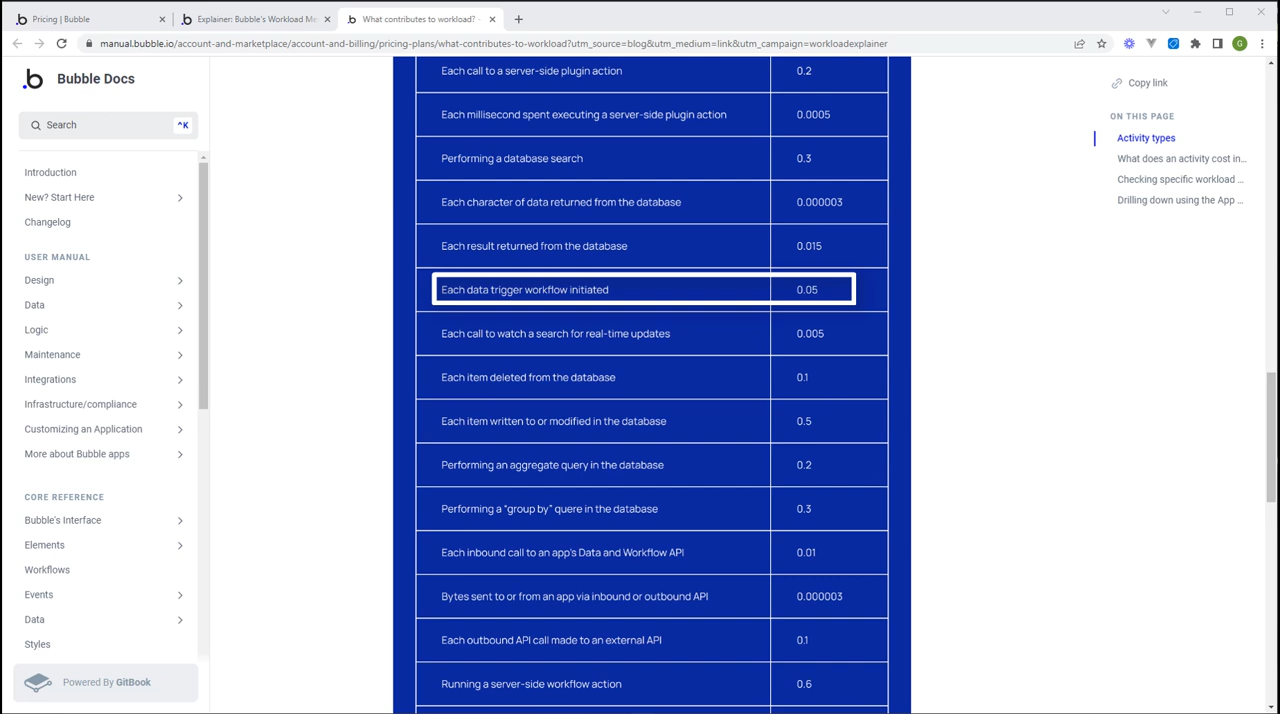 Pricing | Bubble
Explainer: Bubble's Workload Me
What contributes to workload? -
manual.bubble.io/account-and-marketplace/account-and-billing/pricing-plans/what-contributes-to-workload?utm_source=blog&utm_medium=link&utm_campaign=workloadexplainer
G
b Bubble Docs
Search ^K
Introduction
New? Start Here
Changelog
USER MANUAL
Design
Data
Logic
Maintenance
Integrations
Infrastructure/compliance
Customizing an Application
More about Bubble apps
CORE REFERENCE
Bubble's Interface
Elements
Workflows
Events
Data
Styles
Powered By GitBook
Each call to a server-side plugin action 0.2
Each millisecond spent executing a server-side plugin action 0.0005
Performing a database search 0.3
Each character of data returned from the database 0.000003
Each result returned from the database 0.015
Each data trigger workflow initiated 0.05
Each call to watch a search for real-time updates 0.005
Each item deleted from the database 0.1
Each item written to or modified in the database 0.5
Performing an aggregate query in the database 0.2
Performing a “group by” quere in the database 0.3
Each inbound call to an app's Data and Workflow API 0.01
Bytes sent to or from an app via inbound or outbound API 0.000003
Each outbound API call made to an external API 0.1
Running a server-side workflow action 0.6
Copy link
ON THIS PAGE
Activity types
What does an activity cost in...
Checking specific workload ...
Drilling down using the App ...